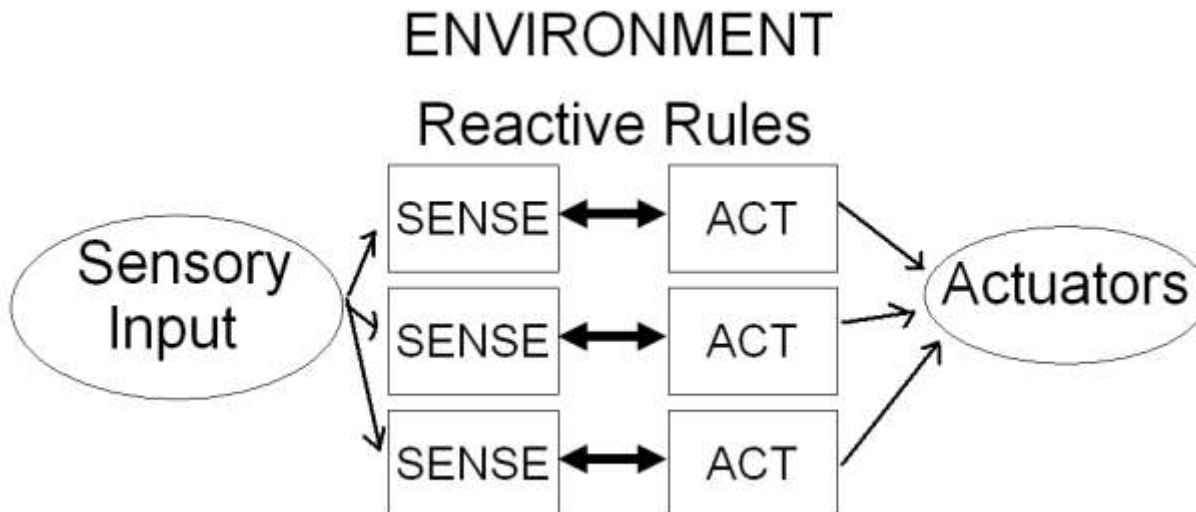 ENVIRONMENT
Reactive Rules
Sensory
Input
SENSE
ACT
SENSE
ACT
SENSE
ACT
Actuators